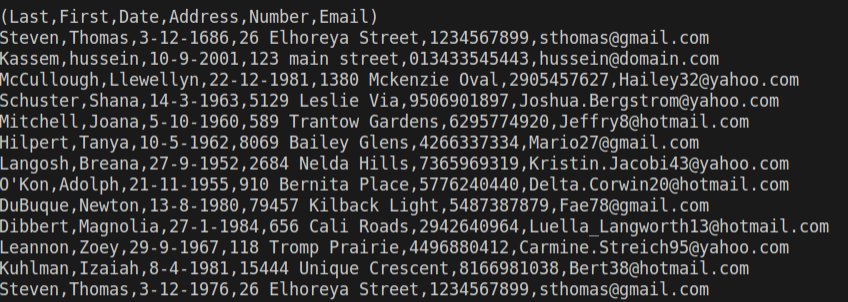 (Last,First,Date,Address,Number,Email)
Steven,Thomas,3-12-1686,26 Elhoreya Street,1234567899,sthomas@gmail.com
Kassem,hussein,10-9-2001,123 main street,013433545443,hussein@domain.com
McCullough,Llewellyn,22-12-1981,1380 Mckenzie Oval,2905457627,Hailey32@yahoo.com
Schuster,Shana,14-3-1963,5129 Leslie Via,9506901897,Joshua.Bergstrom@yahoo.com
Mitchell,Joana,5-10-1960,589 Trantow Gardens,6295774920,Jeffry8@hotmail.com
Hilpert,Tanya,10-5-1962,8069 Bailey Glens,4266337334,Mario27@gmail.com
Langosh,Breana,27-9-1952,2684 Nelda Hills,7365969319,Kristin.Jacobi43@yahoo.com
O'Kon,Adolph,21-11-1955,910 Bernita Place,5776240440,Delta.Corwin20@hotmail.com
DuBuque,Newton,13-8-1980,79457 Kilback Light,5487387879,Fae78@gmail.com
Dibbert,Magnolia,27-1-1984,656 Cali Roads,2942640964,Luella_Langworth13@hotmail.com
Leannon,Zoey,29-9-1967,118 Tromp Prairie,4496880412,Carmine.Streich95@yahoo.com
Kuhlman,Izaiah,8-4-1981,15444 Unique Crescent,8166981038,Bert38@hotmail.com
Steven,Thomas,3-12-1976,26 Elhoreya Street,1234567899,sthomas@gmail.com